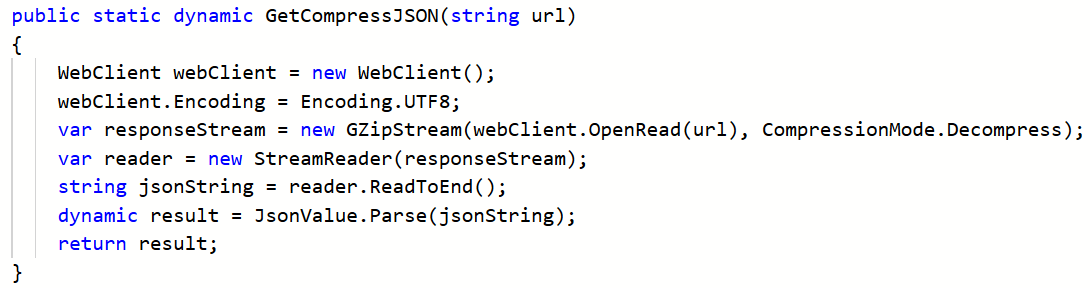 public static dynamic GetCompressJSON(string url)
{
    WebClient webClient = new WebClient();
    webClient.Encoding = Encoding.UTF8;
    var responseStream = new GZipStream(webClient.OpenRead(url), CompressionMode.Decompress);
    var reader = new StreamReader(responseStream);
    string jsonString = reader.ReadToEnd();
    dynamic result = JsonValue.Parse(jsonString);
    return result;
}